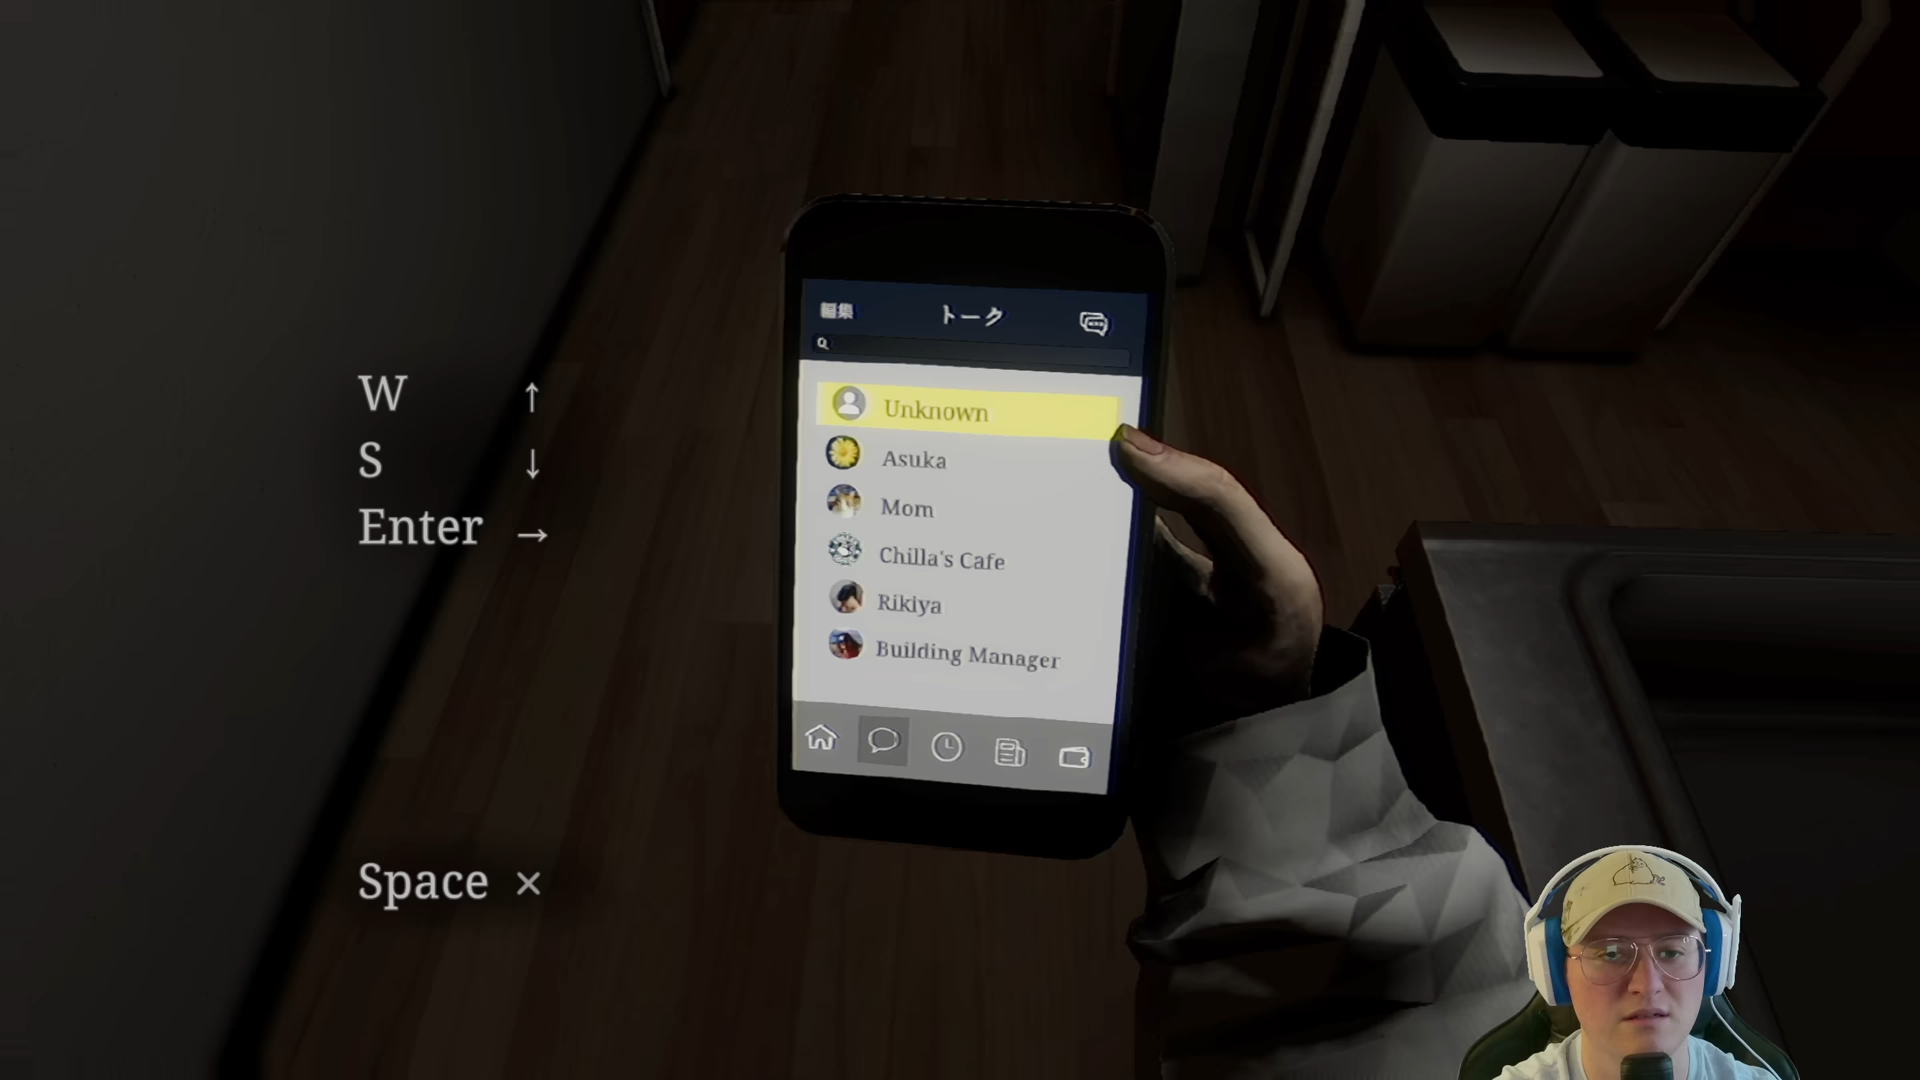 編集 トーク
Unknown
Asuka
Mom
Chilla's Cafe
Rikiya
Building Manager
W ↑
S ↓
Enter →
Space ×